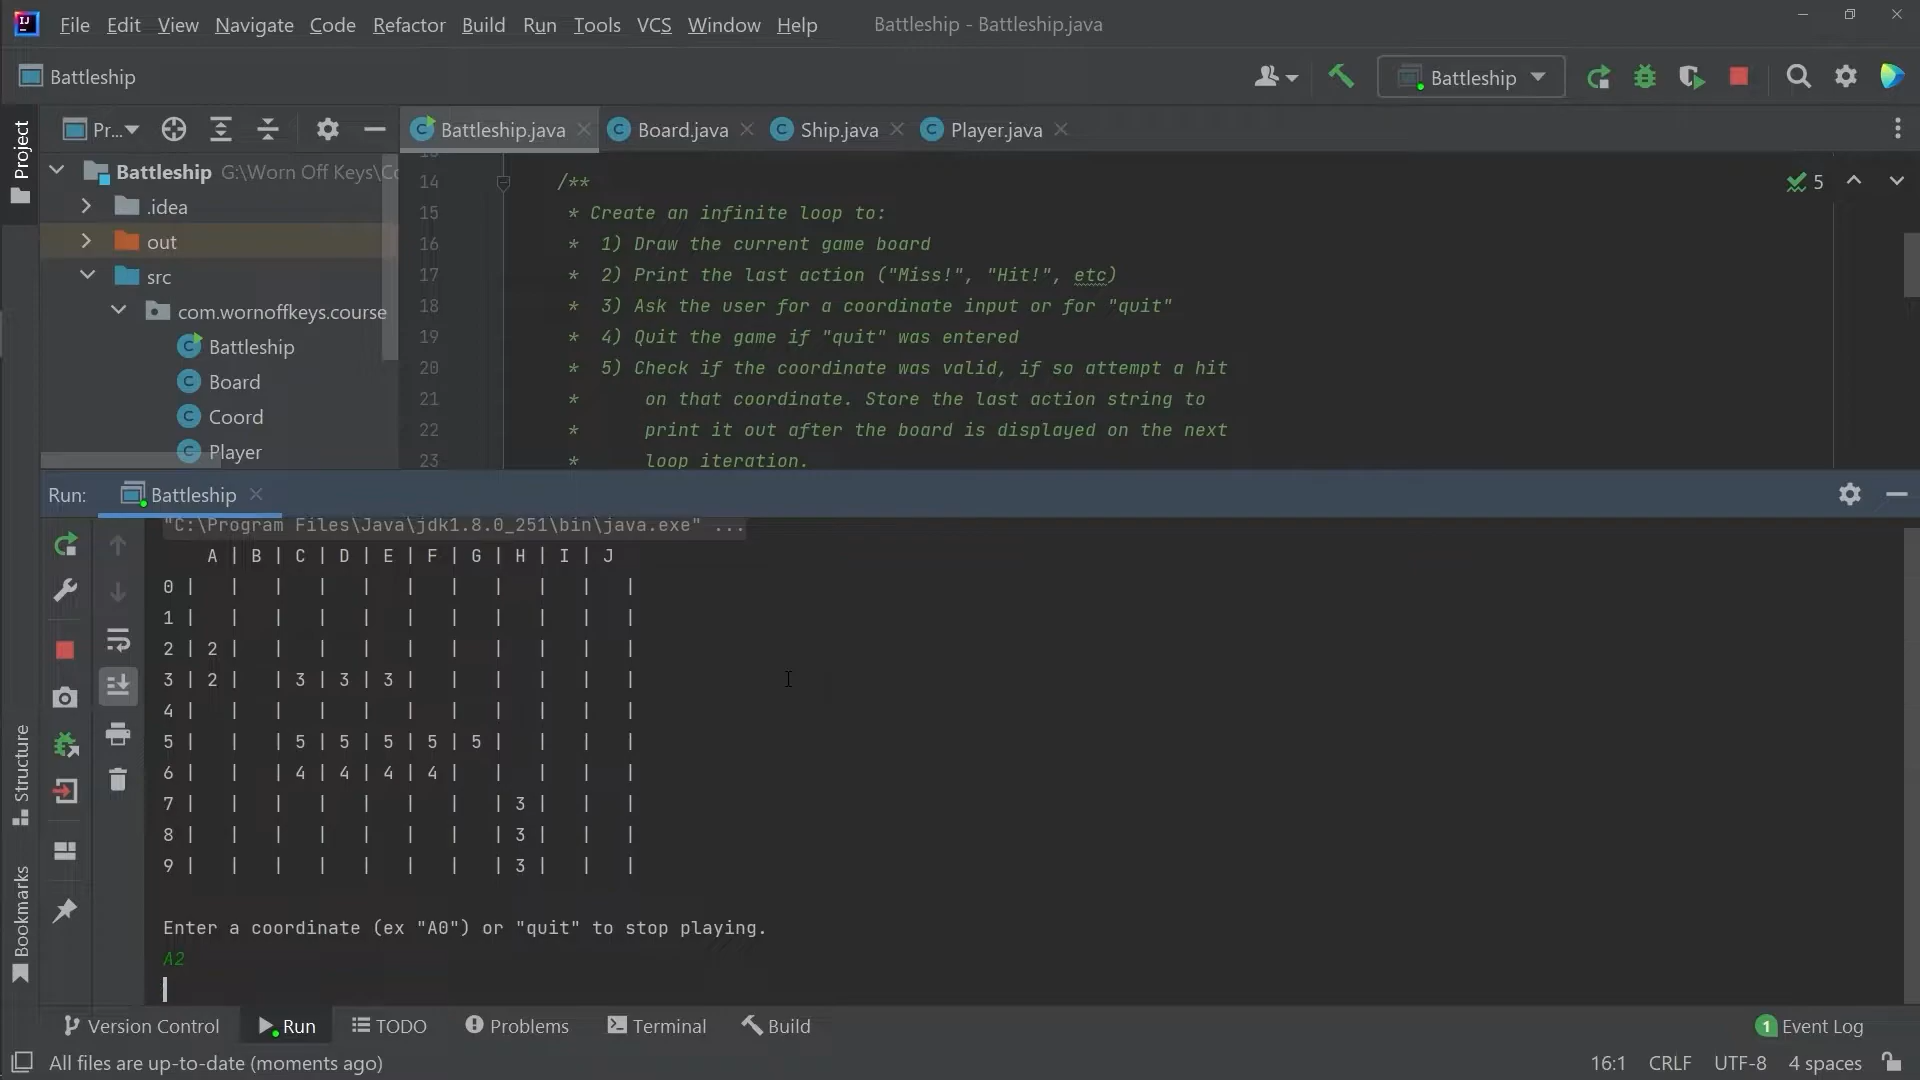 File Edit View Navigate Code Refactor Build Run Tools VCS Window Help Battleship - Battleship.java
Battleship Battleship
Project Pr... Battleship.java Board.java Ship.java Player.java
Battleship G:\Worn Off Keys\Co
.idea
out
src
com.wornoffkeys.course
Battleship
Board
Coord
Player
14 /**
15 * Create an infinite loop to:
16 * 1) Draw the current game board
17 * 2) Print the last action ("Miss!", "Hit!", etc)
18 * 3) Ask the user for a coordinate input or for "quit"
19 * 4) Quit the game if "quit" was entered
20 * 5) Check if the coordinate was valid, if so attempt a hit
21 * on that coordinate. Store the last action string to
22 * print it out after the board is displayed on the next
23 * loop iteration.
5
Run: Battleship
"C:\Program Files\Java\jdk1.8.0_251\bin\java.exe" ...
A | B | C | D | E | F | G | H | I | J
0 |   |   |   |   |   |   |   |   |   |   |
1 |   |   |   |   |   |   |   |   |   |   |
2 | 2 |   |   |   |   |   |   |   |   |   |
3 | 2 |   | 3 | 3 | 3 |   |   |   |   |   |
4 |   |   |   |   |   |   |   |   |   |   |
5 |   |   | 5 | 5 | 5 | 5 | 5 |   |   |   |
6 |   |   | 4 | 4 | 4 | 4 |   |   |   |   |
7 |   |   |   |   |   |   |   | 3 |   |   |
8 |   |   |   |   |   |   |   | 3 |   |   |
9 |   |   |   |   |   |   |   | 3 |   |   |
Enter a coordinate (ex "A0") or "quit" to stop playing.
A2
Structure
Bookmarks
Version Control Run TODO Problems Terminal Build 1 Event Log
All files are up-to-date (moments ago) 16:1 CRLF UTF-8 4 spaces